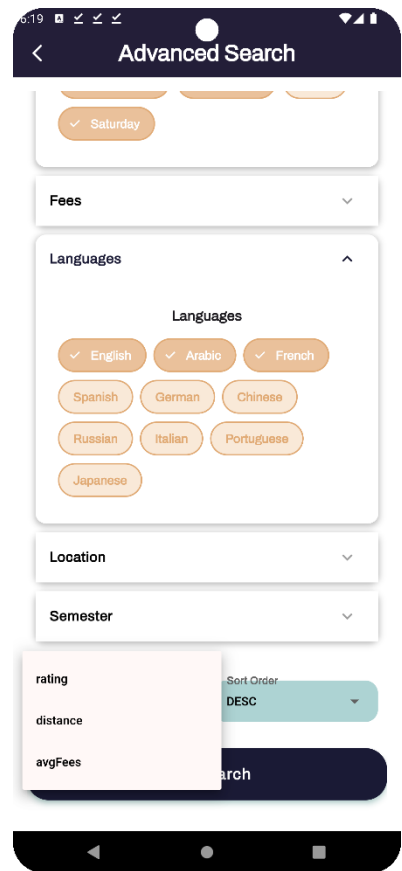 6:19
Advanced Search
Saturday
Fees
Languages
Languages
English Arabic French
Spanish German Chinese
Russian Italian Portuguese
Japanese
Location
Semester
rating
distance
avgFees
Sort Order
DESC
arch